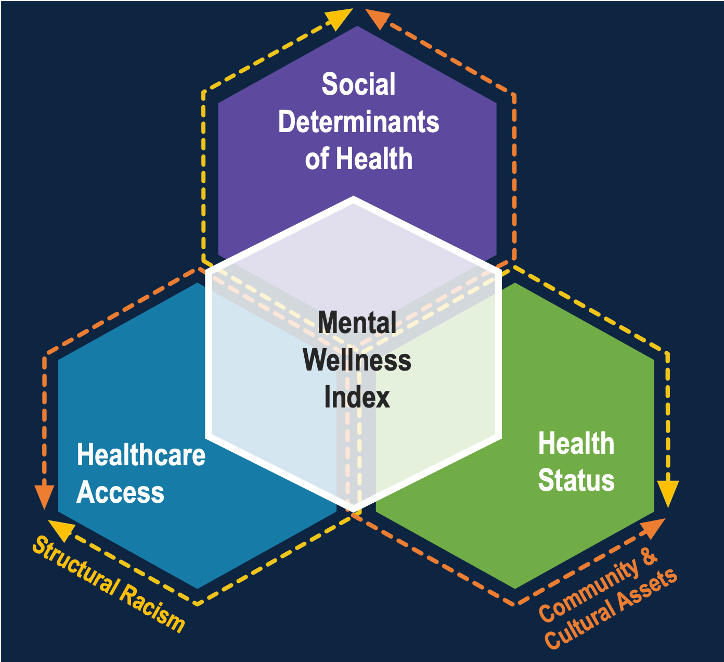 Social
Determinants
of Health
Mental
Wellness
Index
Healthcare
Access
Health
Status
Structural Racism
Community &
Cultural Assets